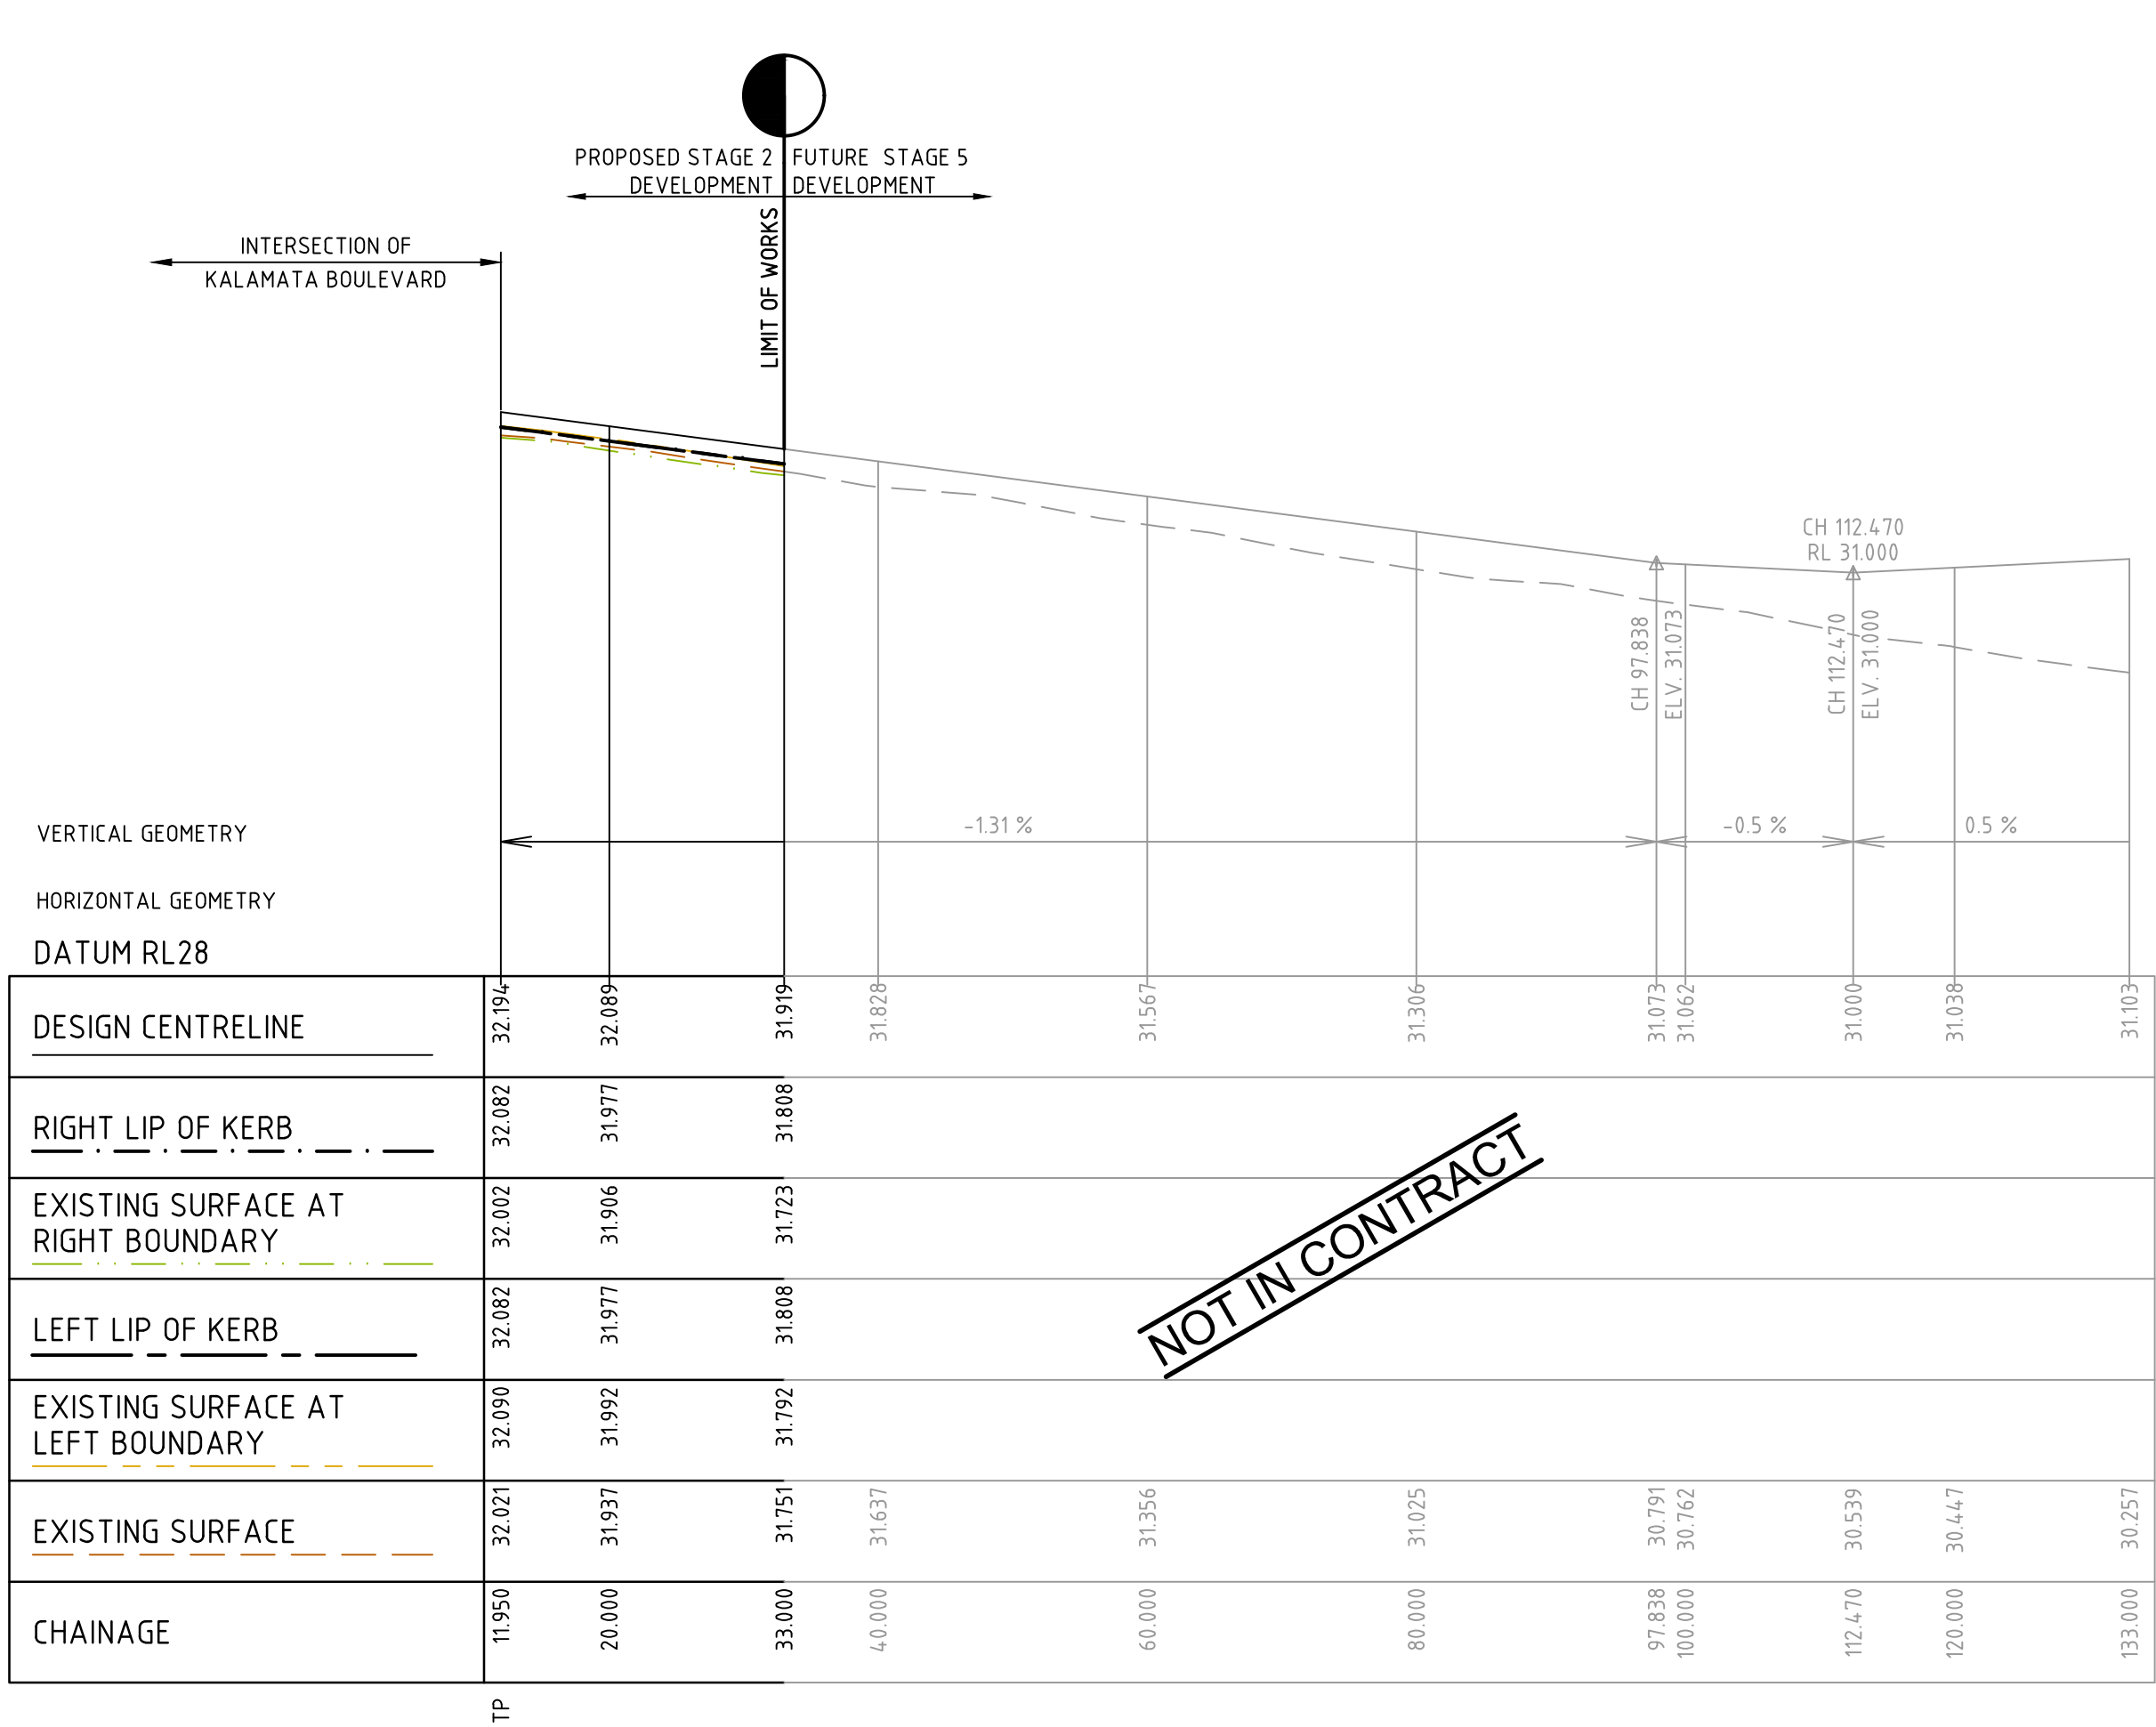 PROPOSED STAGE 2
DEVELOPMENT
FUTURE STAGE 5
DEVELOPMENT
LIMIT OF WORKS
INTERSECTION OF
KALAMATA BOULEVARD
CH 112.470
RL 31.000
CH 97.838
ELV. 31.073
CH 112.470
ELV. 31.000
VERTICAL GEOMETRY
-1.31 %
-0.5 %
0.5 %
HORIZONTAL GEOMETRY
DATUM RL28
DESIGN CENTRELINE
32.194 32.089 31.919 31.828 31.567 31.306 31.073 31.062 31.000 31.038 31.103
RIGHT LIP OF KERB
32.082 31.977 31.808
EXISTING SURFACE AT
RIGHT BOUNDARY
32.002 31.906 31.723
LEFT LIP OF KERB
32.082 31.977 31.808
EXISTING SURFACE AT
LEFT BOUNDARY
32.090 31.992 31.792
EXISTING SURFACE
32.021 31.937 31.751 31.637 31.356 31.025 30.791 30.762 30.539 30.447 30.257
CHAINAGE
11.950 20.000 33.000 40.000 60.000 80.000 97.838 100.000 112.470 120.000 133.000
TP
NOT IN CONTRACT